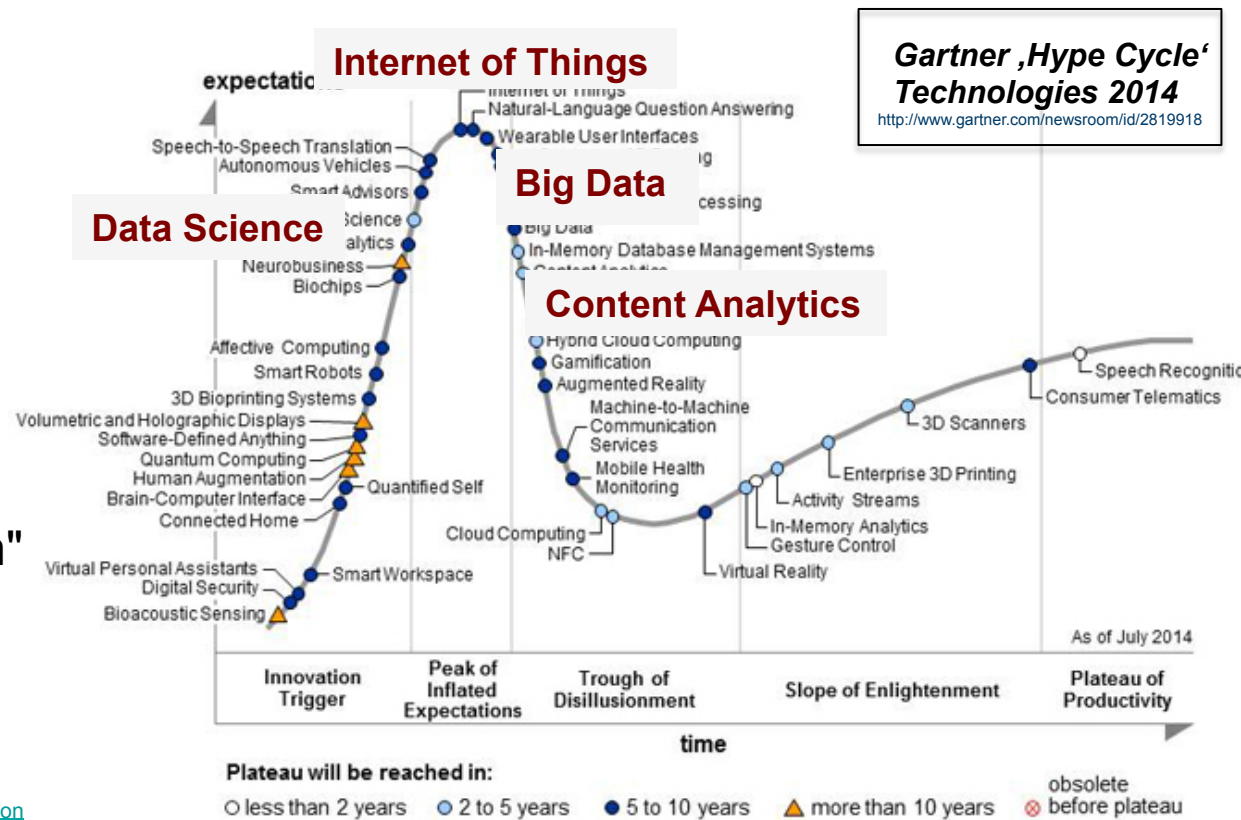 Internet of Things
Gartner ‚Hype Cycle‘
Technologies 2014
http://www.gartner.com/newsroom/id/2819918
Internet of Things
Natural-Language Question Answering
Wearable User Interfaces
Speech-to-Speech Translation
Autonomous Vehicles
Smart Advisors
Big Data
Data Science
Science
Big Data
In-Memory Database Management Systems
Content Analytics
Neurobusiness
Biochips
Content Analytics
Hybrid Cloud Computing
Gamification
Augmented Reality
Machine-to-Machine
Communication
Services
Mobile Health
Monitoring
Affective Computing
Smart Robots
3D Bioprinting Systems
Volumetric and Holographic Displays
Software-Defined Anything
Quantum Computing
Human Augmentation
Brain-Computer Interface
Quantified Self
Connected Home
Cloud Computing
NFC
Virtual Personal Assistants
Smart Workspace
Digital Security
Bioacoustic Sensing
Virtual Reality
Gesture Control
In-Memory Analytics
Activity Streams
Enterprise 3D Printing
3D Scanners
Consumer Telematics
As of July 2014
Innovation
Trigger
Peak of
Inflated
Expectations
Trough of
Disillusionment
Slope of Enlightenment
Plateau of
Productivity
time
Plateau will be reached in:
less than 2 years
2 to 5 years
5 to 10 years
more than 10 years
obsolete
before plateau
Speech